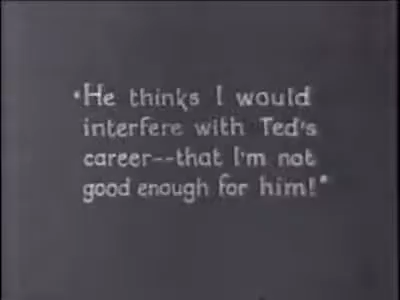 "He thinks I would
interfere with Ted's
career--that I'm not
good enough for him!"